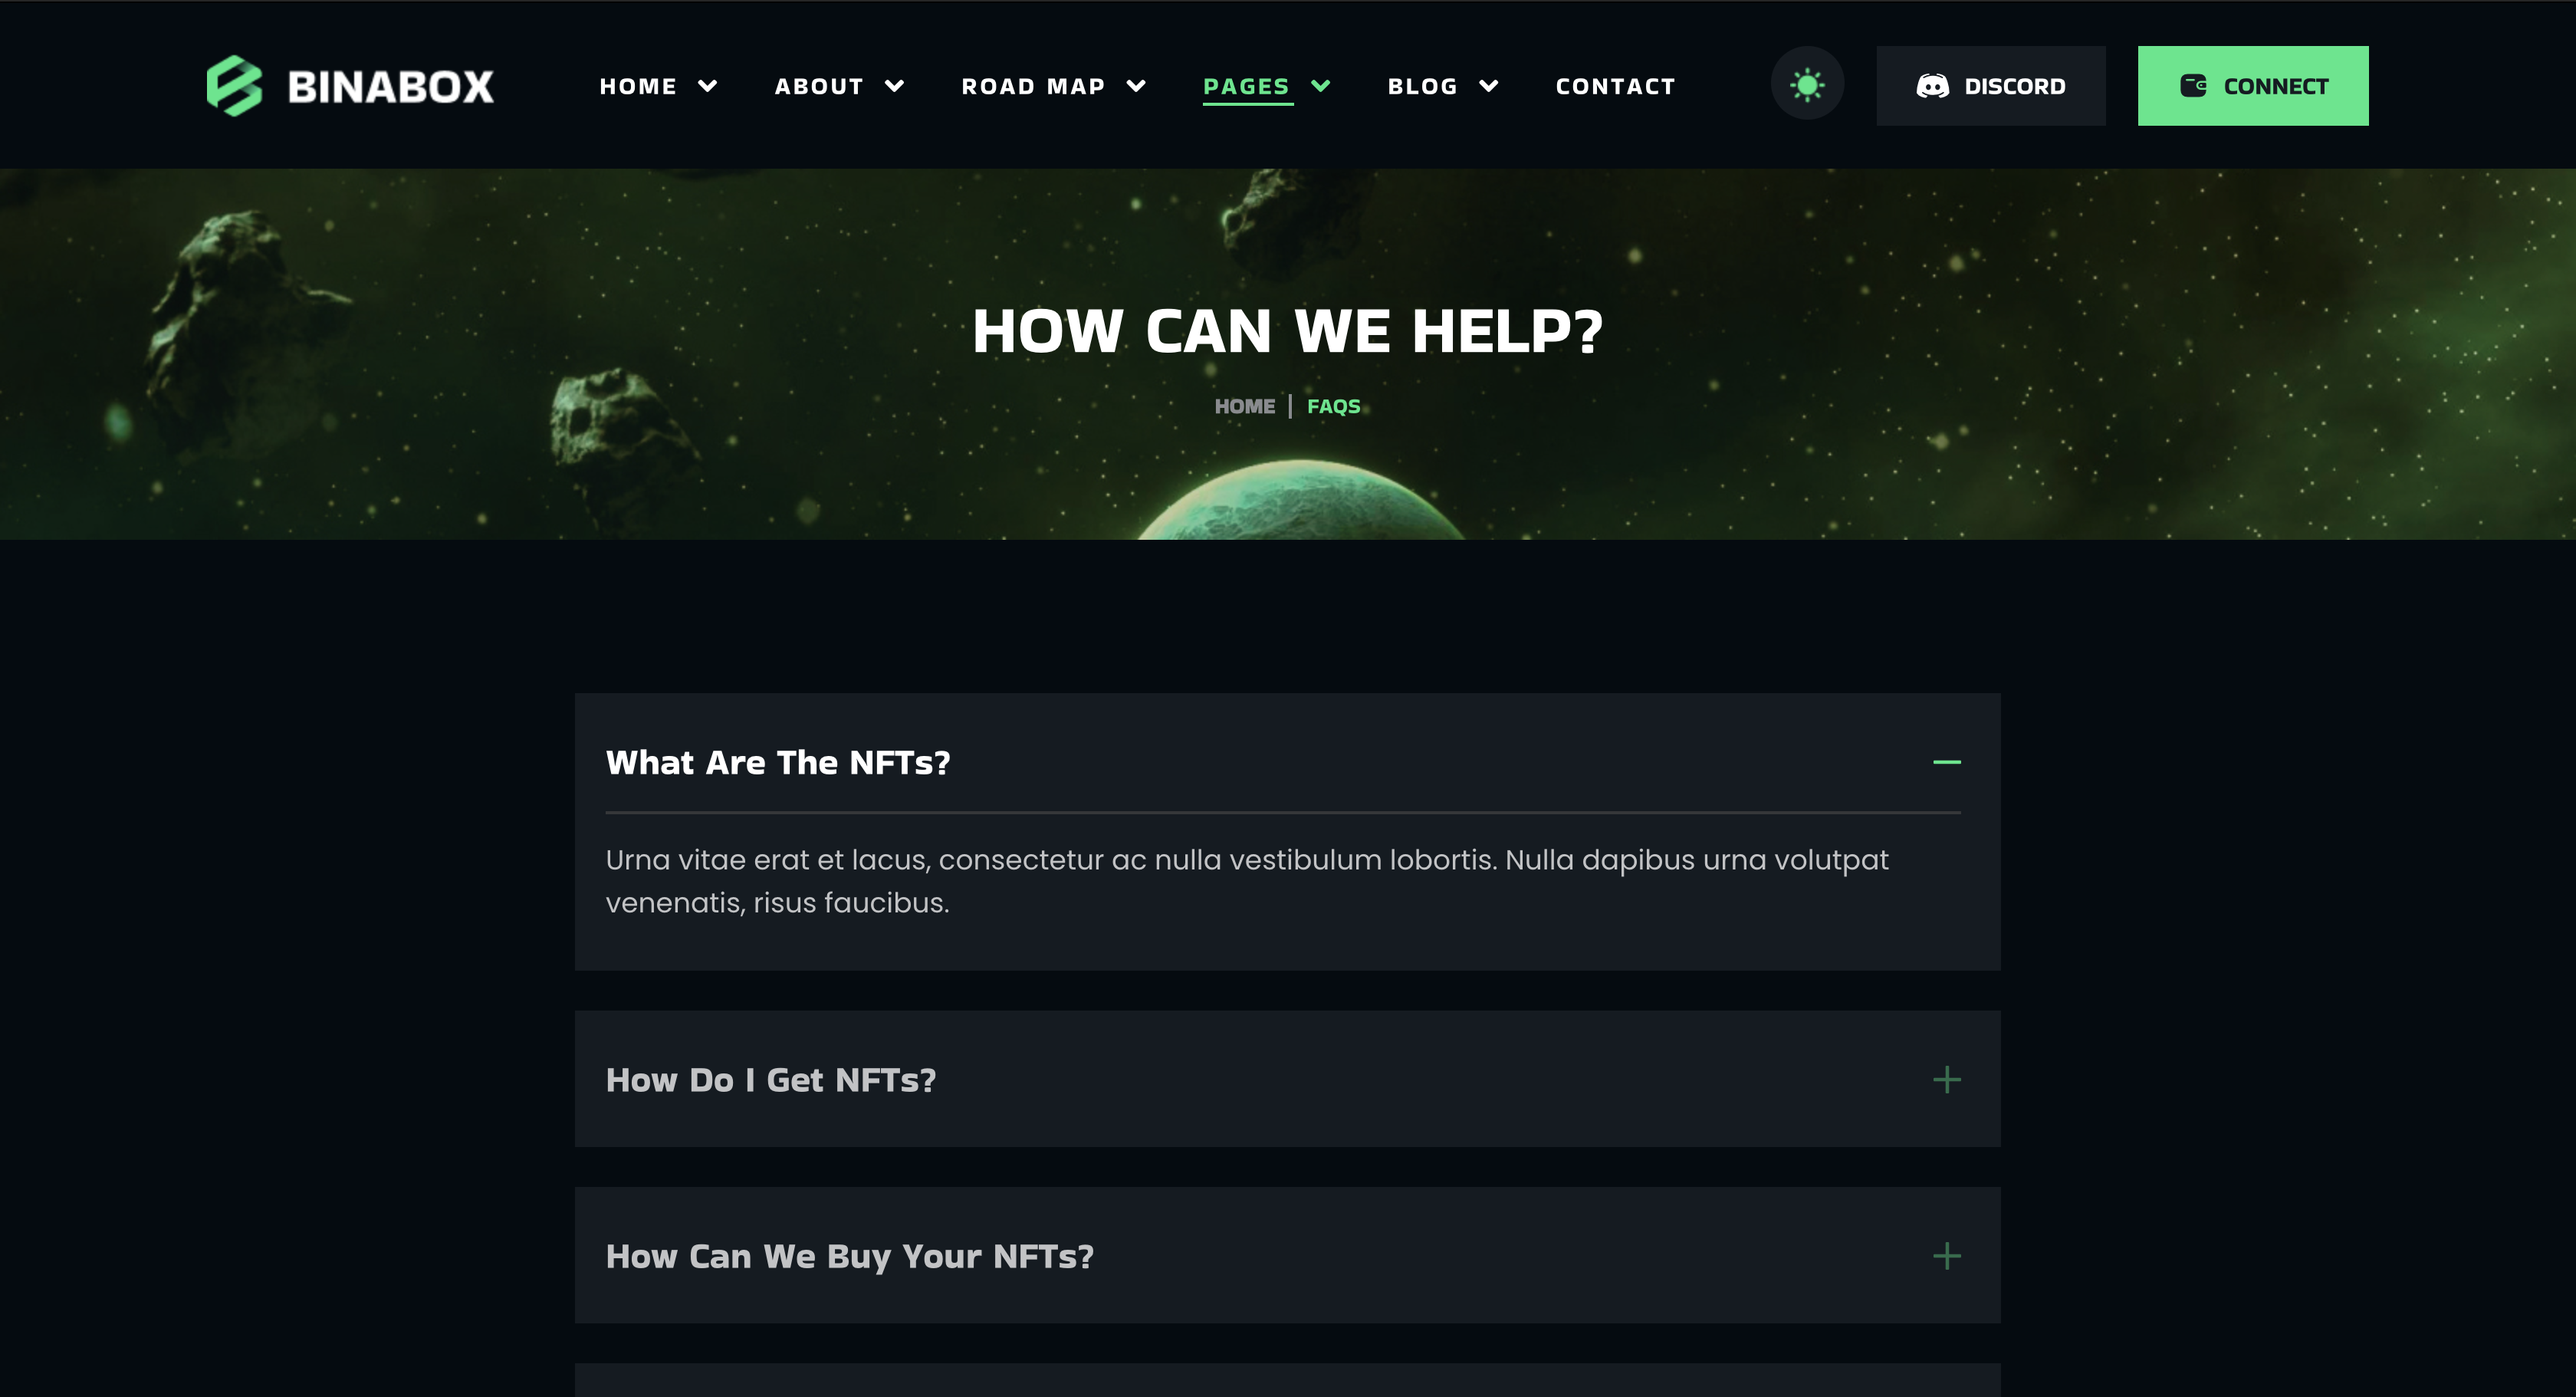 BINABOX
HOME
ABOUT
ROAD MAP
PAGES
BLOG
CONTACT
DISCORD
CONNECT
HOW CAN WE HELP?
HOME | FAQS
What Are The NFTs?
Urna vitae erat et lacus, consectetur ac nulla vestibulum lobortis. Nulla dapibus urna volutpat
venenatis, risus faucibus.
How Do I Get NFTs?
How Can We Buy Your NFTs?